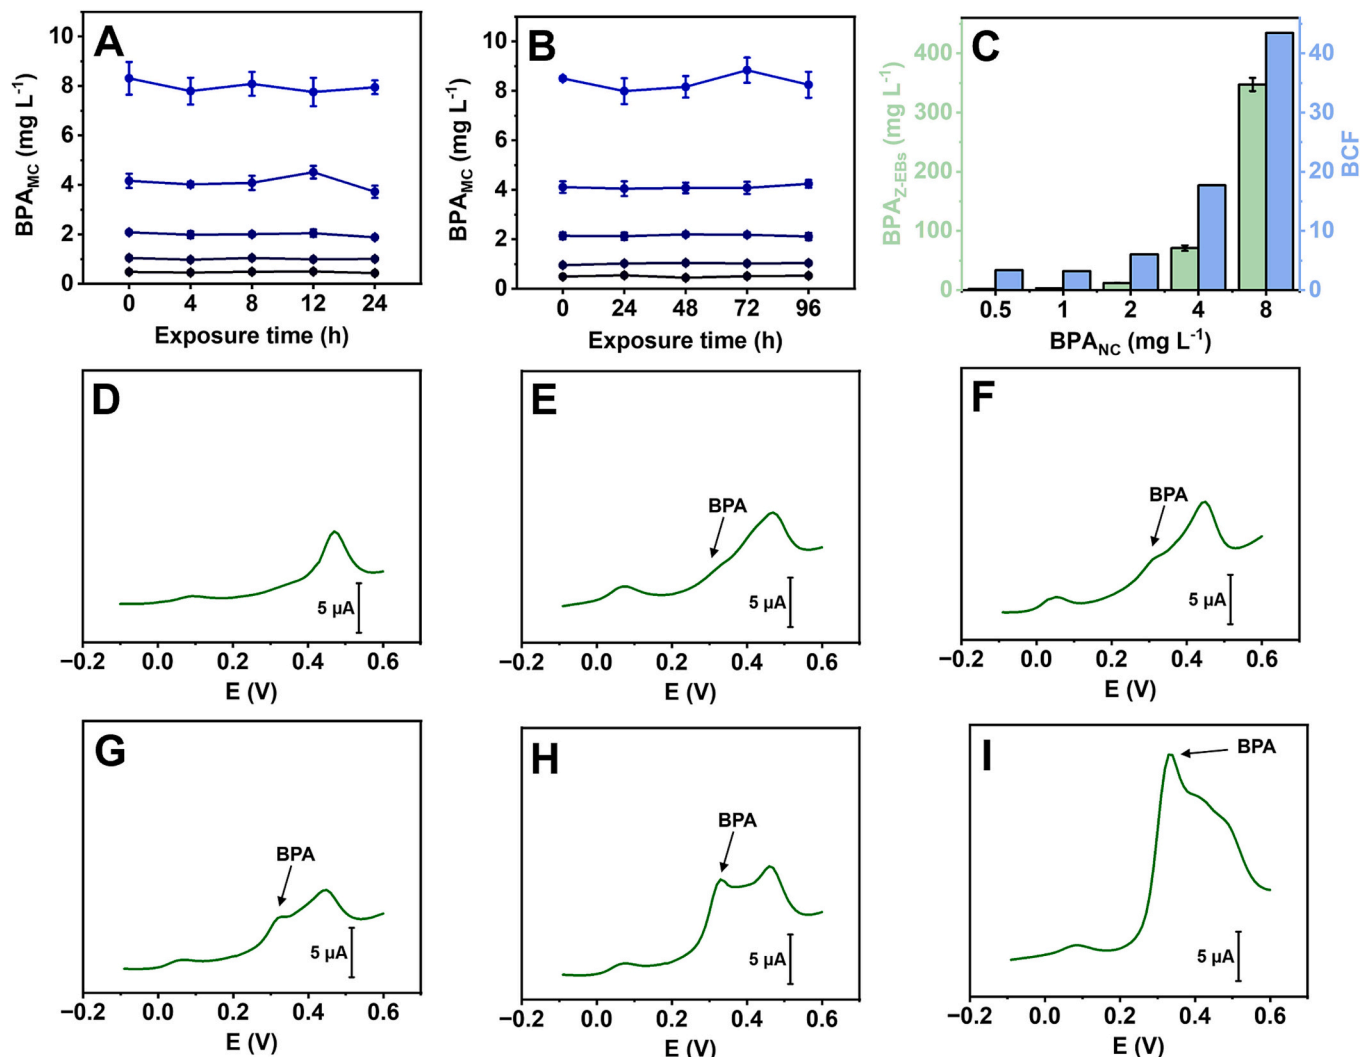 A
BPA_MC (mg L⁻¹)
10
8
6
4
2
0
0 4 8 12 24
Exposure time (h)
B
BPA_MC (mg L⁻¹)
10
8
6
4
2
0
0 24 48 72 96
Exposure time (h)
C
BPA_Z-EBs (mg L⁻¹)
400
300
200
100
0
BCF
40
30
20
10
0
0.5 1 2 4 8
BPA_NC (mg L⁻¹)
D
5 µA
−0.2 0.0 0.2 0.4 0.6
E (V)
E
BPA
5 µA
−0.2 0.0 0.2 0.4 0.6
E (V)
F
BPA
5 µA
−0.2 0.0 0.2 0.4 0.6
E (V)
G
BPA
5 µA
−0.2 0.0 0.2 0.4 0.6
E (V)
H
BPA
5 µA
−0.2 0.0 0.2 0.4 0.6
E (V)
I
BPA
5 µA
−0.2 0.0 0.2 0.4 0.6
E (V)